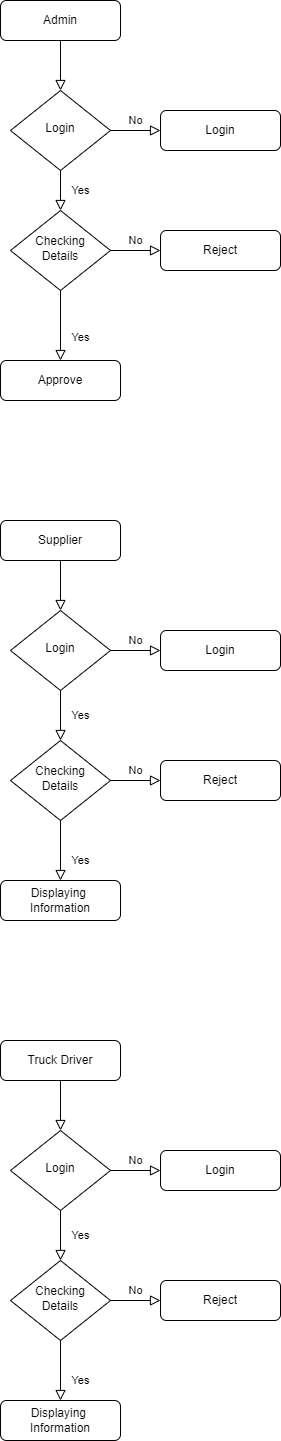 Admin
Login
No
Login
Yes
Checking
Details
No
Reject
Yes
Approve
Supplier
Login
No
Login
Yes
Checking
Details
No
Reject
Yes
Displaying
Information
Truck Driver
Login
No
Login
Yes
Checking
Details
No
Reject
Yes
Displaying
Information